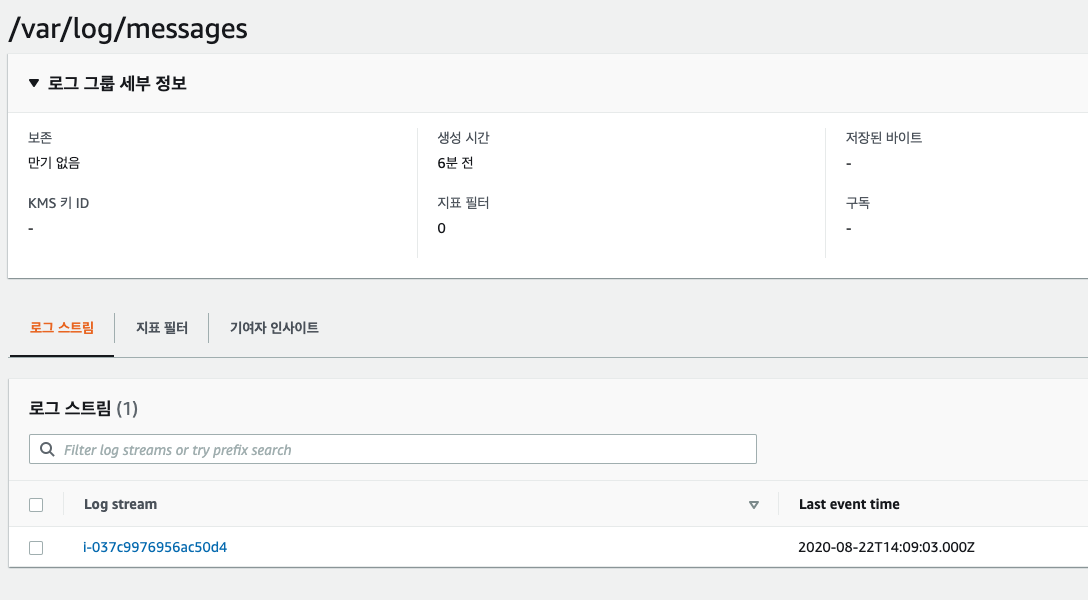 /var/log/messages
▼ 로그 그룹 세부 정보
보존
만기 없음
생성 시간
6분 전
저장된 바이트
-
KMS 키 ID
-
지표 필터
0
구독
-
로그 스트림
지표 필터
기여자 인사이트
로그 스트림 (1)
Filter log streams or try prefix search
Log stream
Last event time
i-037c9976956ac50d4
2020-08-22T14:09:03.000Z